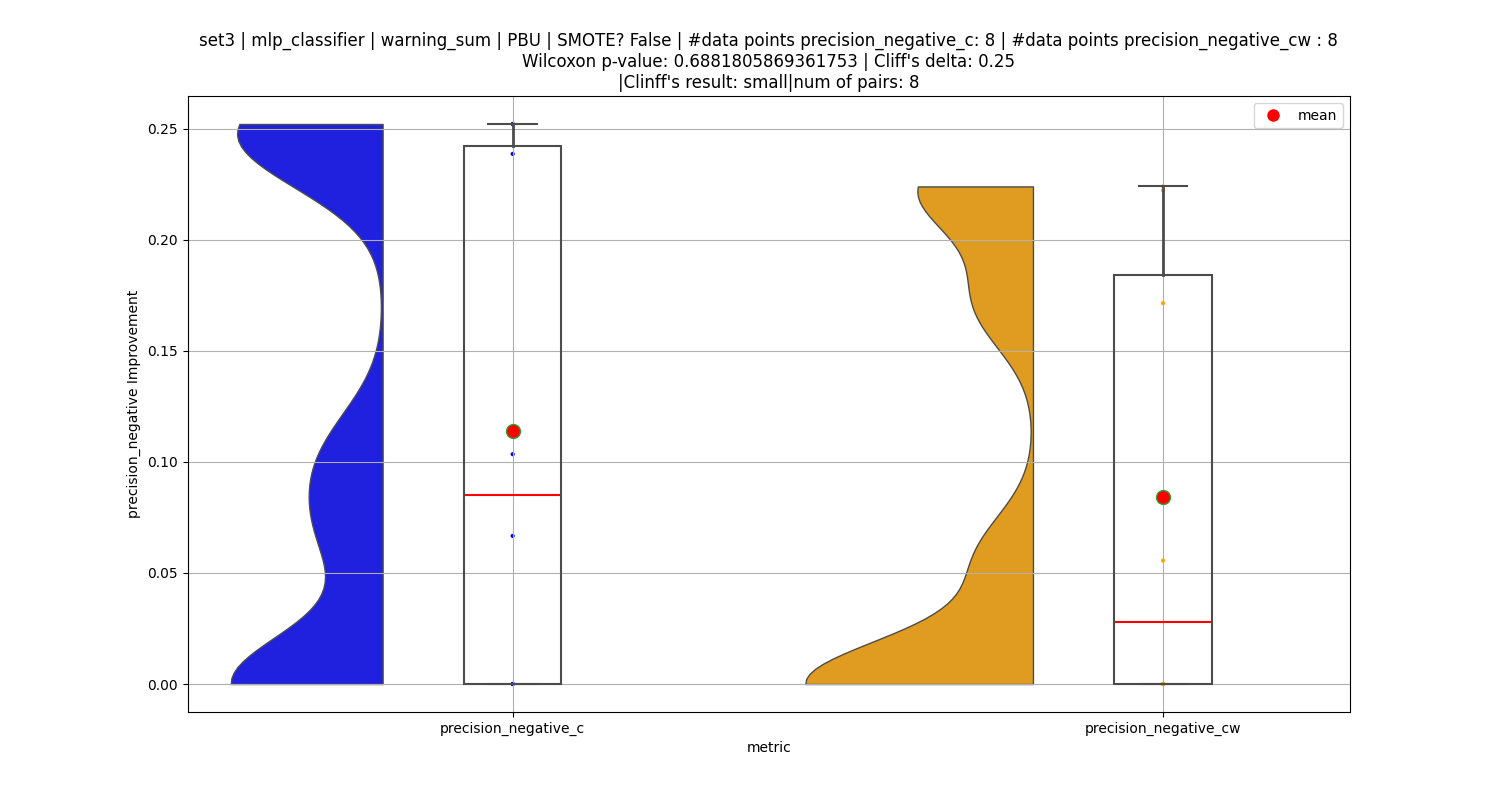 set3 | mlp_classifier | warning_sum | PBU | SMOTE? False | #data points precision_negative_c: 8 | #data points precision_negative_cw : 8
Wilcoxon p-value: 0.6881805869361753 | Cliff's delta: 0.25
|Clinff's result: small|num of pairs: 8
mean
0.25
0.20
0.15
0.10
0.05
0.00
precision_negative Improvement
precision_negative_c
precision_negative_cw
metric